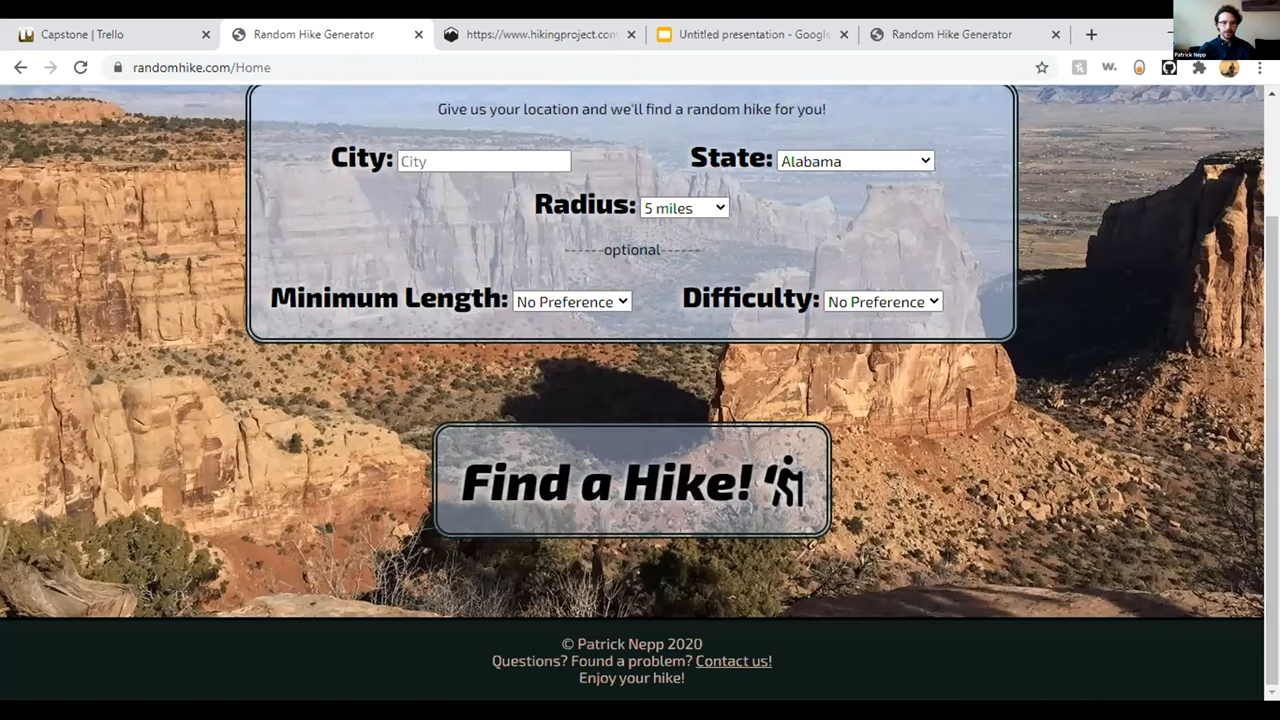 Capstone | Trello
Random Hike Generator
https://www.hikingproject.com
Untitled presentation - Google
Random Hike Generator
Patrick Nepp
randomhike.com/Home
Give us your location and we'll find a random hike for you!
City: City
State: Alabama
Radius: 5 miles
------optional------
Minimum Length: No Preference
Difficulty: No Preference
Find a Hike!
© Patrick Nepp 2020
Questions? Found a problem? Contact us!
Enjoy your hike!